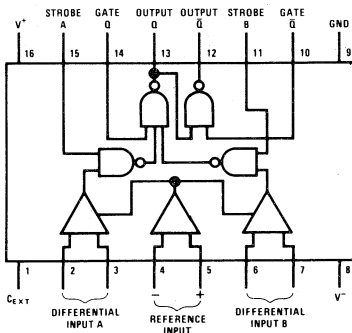 V+ STROBE A GATE Q OUTPUT Q OUTPUT Q̅ STROBE B GATE Q̅ GND
16 15 14 13 12 11 10 9
1 2 3 4 5 6 7 8
− +
CEXT DIFFERENTIAL INPUT A REFERENCE INPUT DIFFERENTIAL INPUT B V−